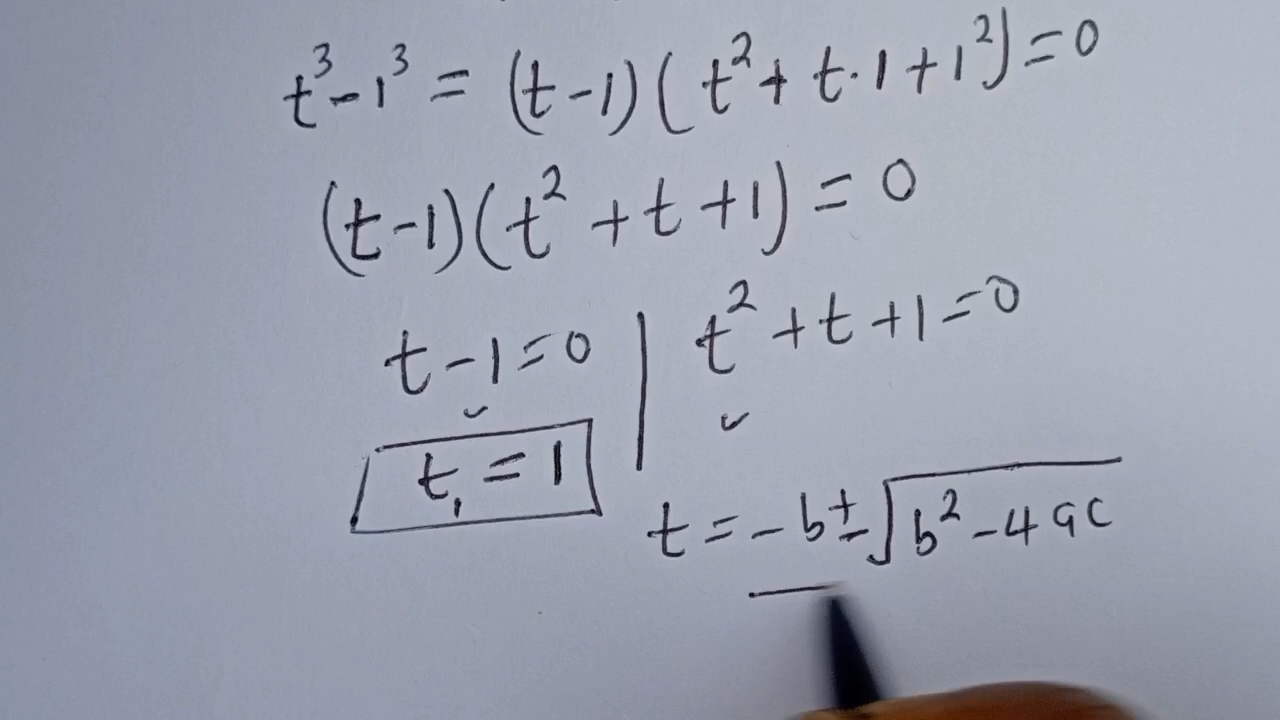 t³-1³ = (t-1)(t²+t·1+1²)=0
(t-1)(t²+t+1)=0
t-1=0 | t²+t+1=0
t₁=1
t=-b±√b²-4ac